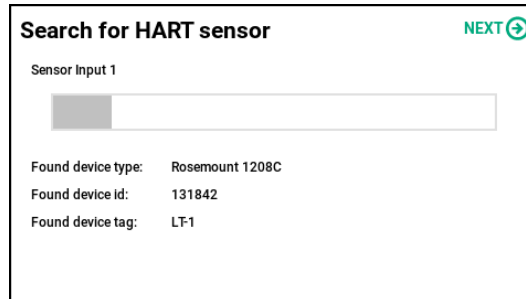 Search for HART sensor
NEXT
Sensor Input 1
Found device type: Rosemount 1208C
Found device id: 131842
Found device tag: LT-1